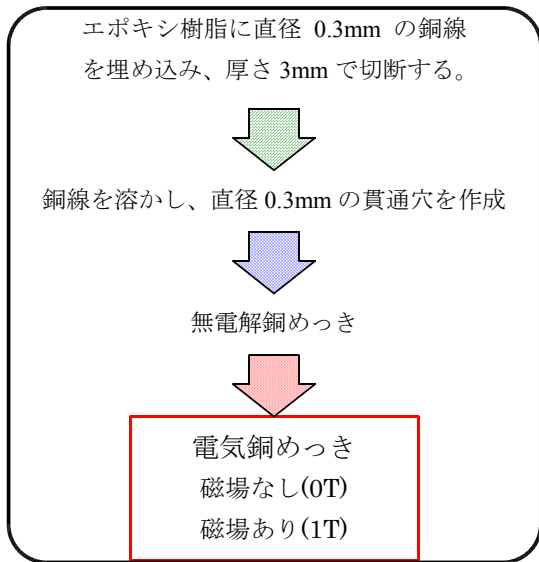 エポキシ樹脂に直径 0.3mm の銅線
を埋め込み、厚さ 3mm で切断する。
銅線を溶かし、直径 0.3mm の貫通穴を作成
無電解銅めっき
電気銅めっき
磁場なし(0T)
磁場あり(1T)